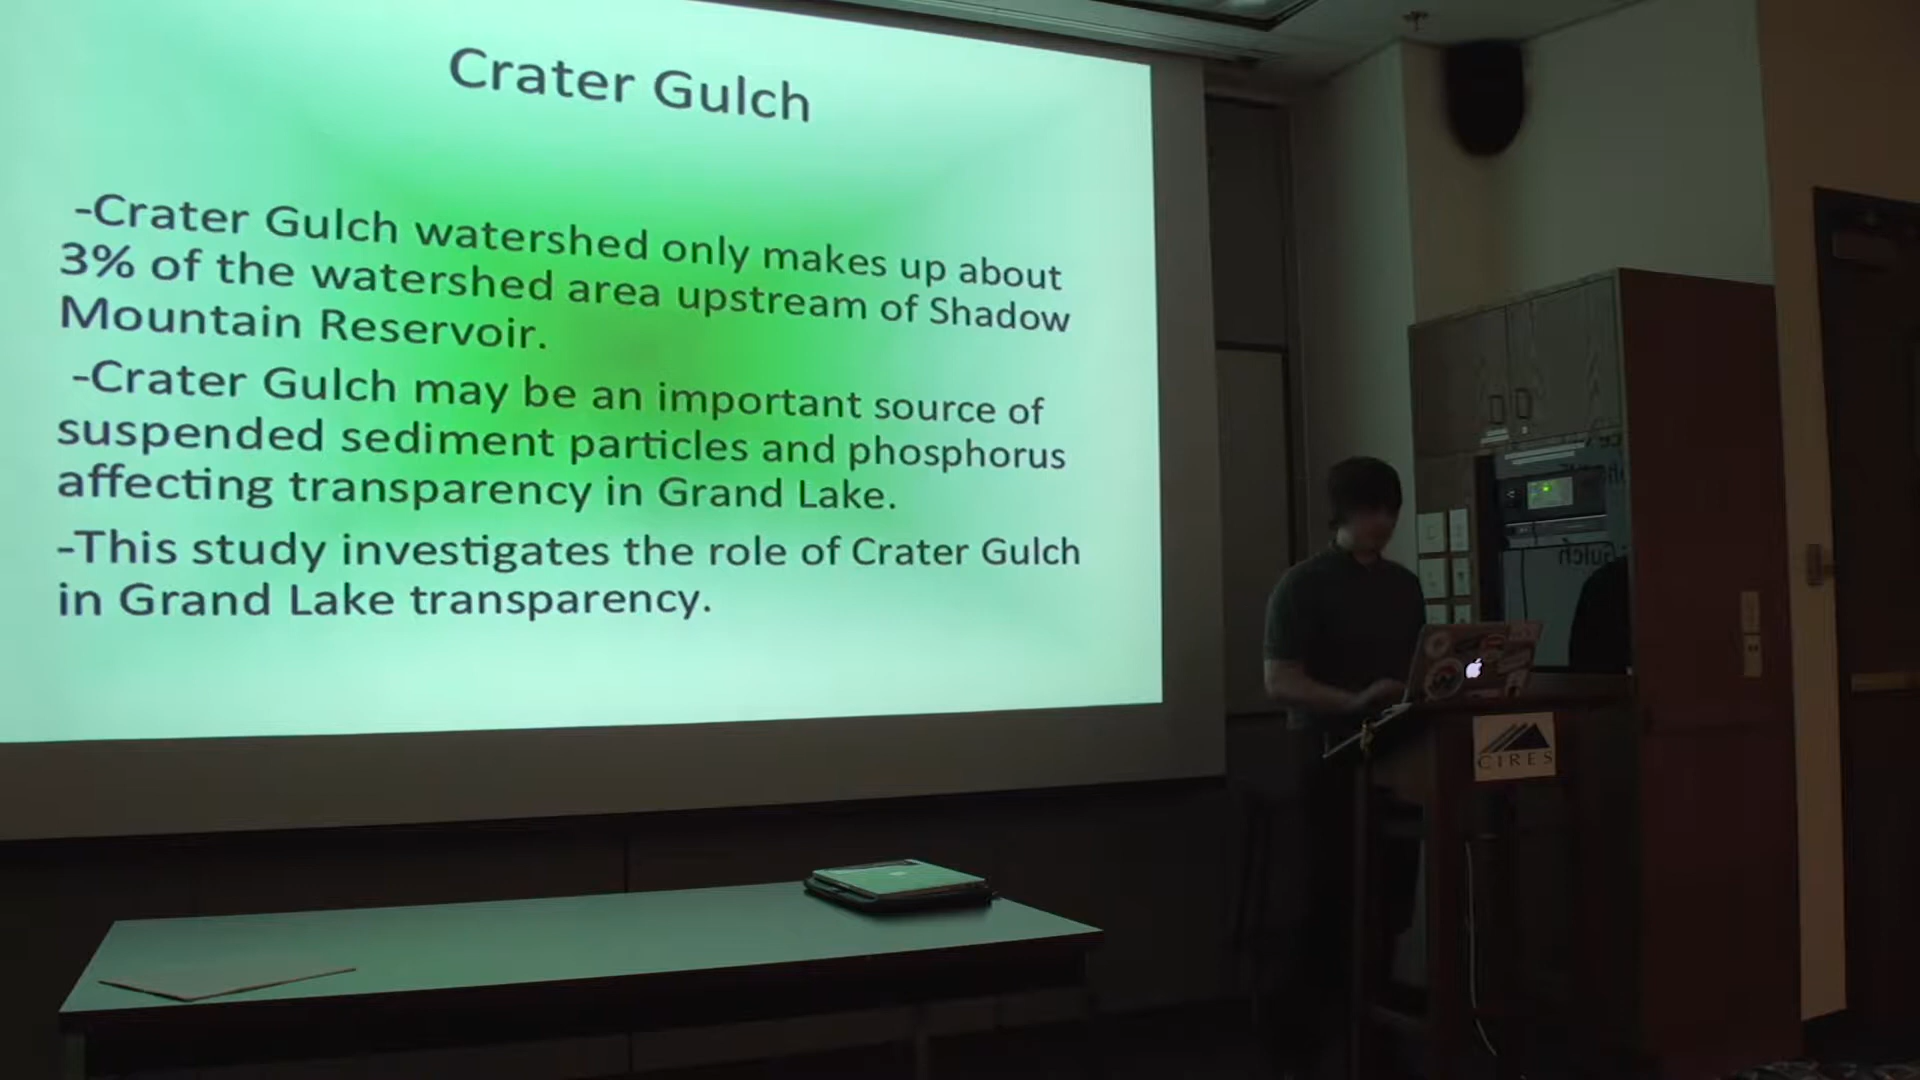 Crater Gulch
-Crater Gulch watershed only makes up about
3% of the watershed area upstream of Shadow
Mountain Reservoir.
-Crater Gulch may be an important source of
suspended sediment particles and phosphorus
affecting transparency in Grand Lake.
-This study investigates the role of Crater Gulch
in Grand Lake transparency.
CIRES